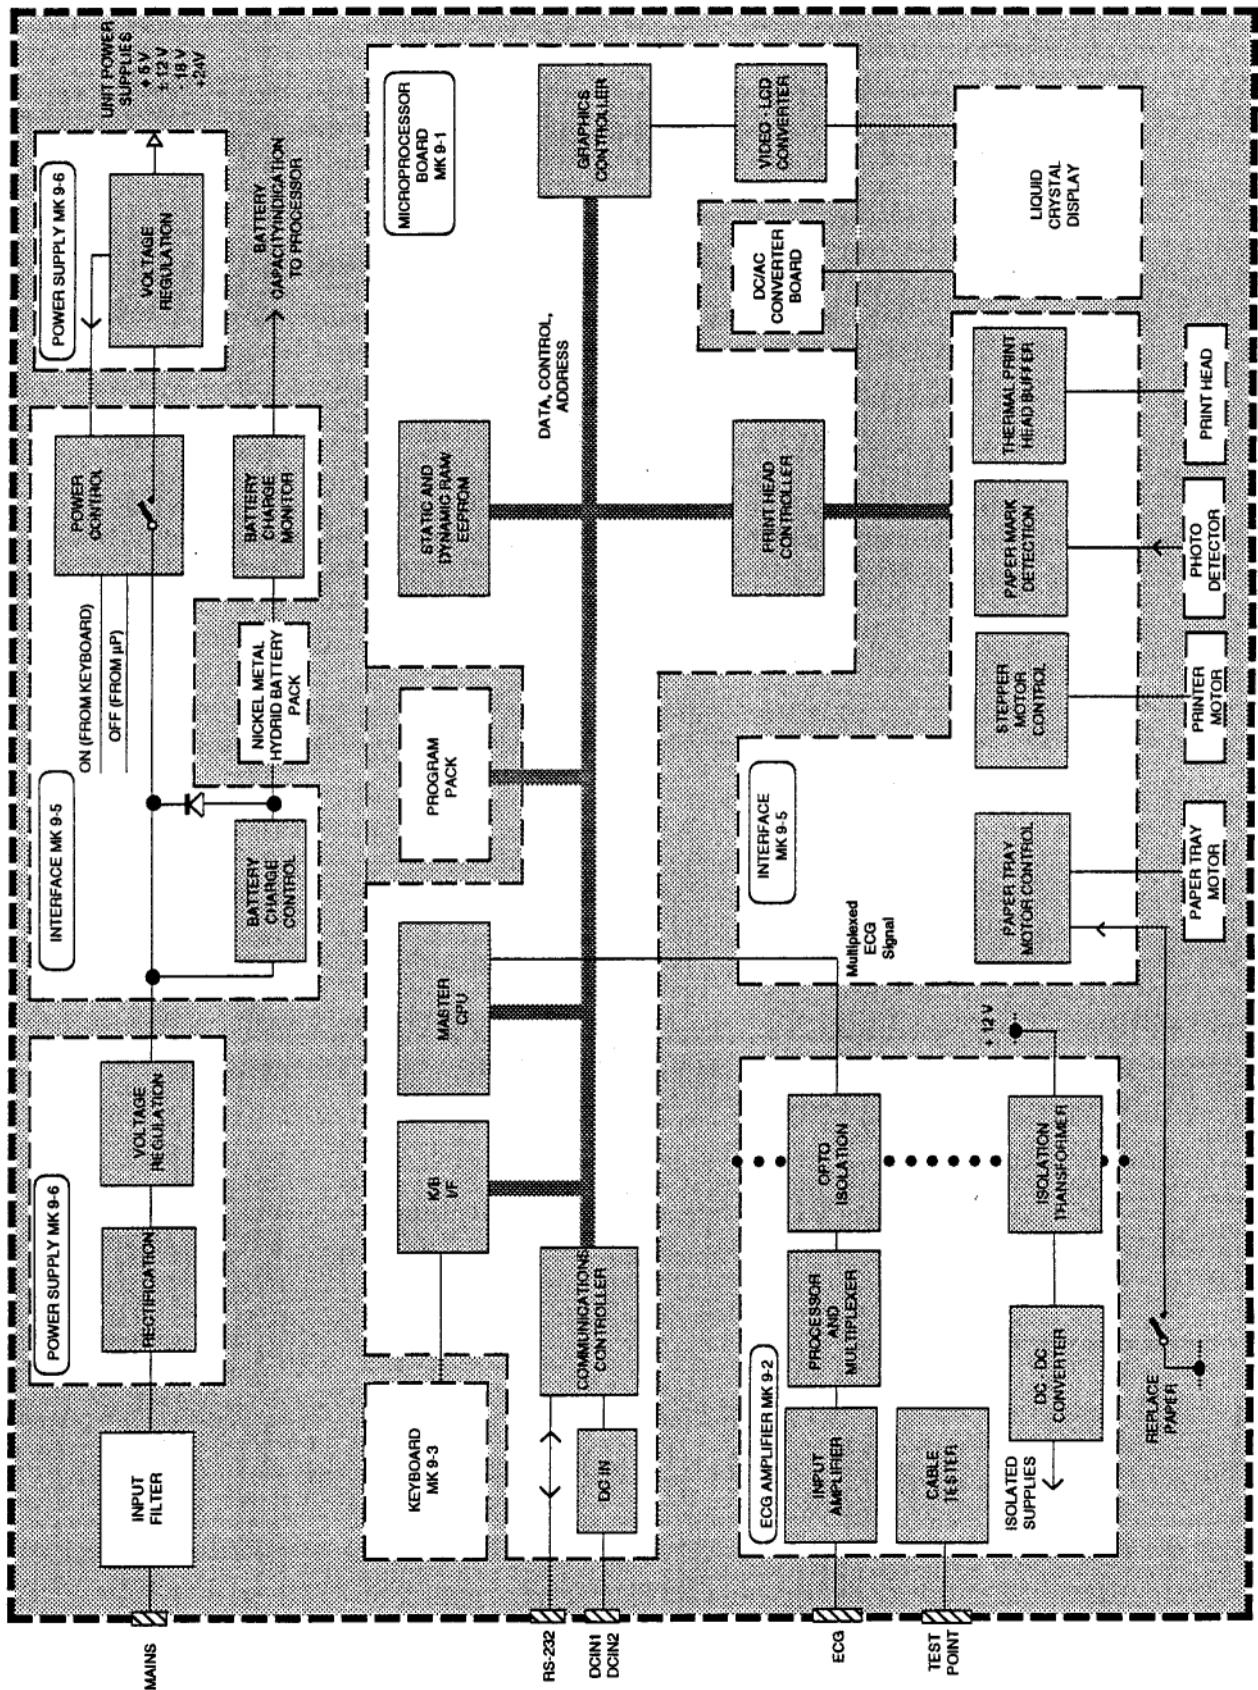 MAINS
INPUT
FILTER
POWER SUPPLY MK 9-6
RECTIFICATION
VOLTAGE
REGULATION
INTERFACE MK 9-5
BATTERY
CHARGE
CONTROL
ON (FROM KEYBOARD)
OFF (FROM µP)
NICKEL METAL
HYDRID BATTERY
PACK
POWER
CONTROL
BATTERY
CHARGE
MONITOR
POWER SUPPLY MK 9-6
VOLTAGE
REGULATION
UNIT POWER
SUPPLIES
+ 5 V
± 12 V
- 18 V
+24V
BATTERY
CAPACITYINDICATION
TO PROCESSOR
RS-232
DCIN1
DCIN2
KEYBOARD
MK 9-3
DC IN
COMMUNICATIONS
CONTROLLER
K/B
I/F
MASTER
CPU
PROGRAM
PACK
STATIC AND
DYNAMIC RAW
EEPROM
DATA, CONTROL,
ADDRESS
PRINT HEAD
CONTROLLER
MICROPROCESSOR
BOARD
MK 9-1
GRAPHICS
CONTROLLER
VIDEO - LCD
CONVERTER
DC/AC
CONVERTER
BOARD
LIQUID
CRYSTAL
DISPLAY
ECG
TEST
POINT
ECG AMPLIFIER MK 9-2
INPUT
AMPLIFIER
PROCESSOR
AND
MULTIPLEXER
OPTO
ISOLATION
CABLE
TESTER
ISOLATED
SUPPLIES
DC - DC
CONVERTER
ISOLATION
TRANSFORMER
+ 12 V
Multiplexed
ECG
Signal
INTERFACE
MK 9-5
PAPER TRAY
MOTOR CONTROL
STEPPER
MOTOR
CONTROL
PAPER MARK
DETECTION
THERMAL PRINT
HEAD BUFFER
REPLACE
PAPER
PAPER TRAY
MOTOR
PRINTER
MOTOR
PHOTO
DETECTOR
PRINT HEAD